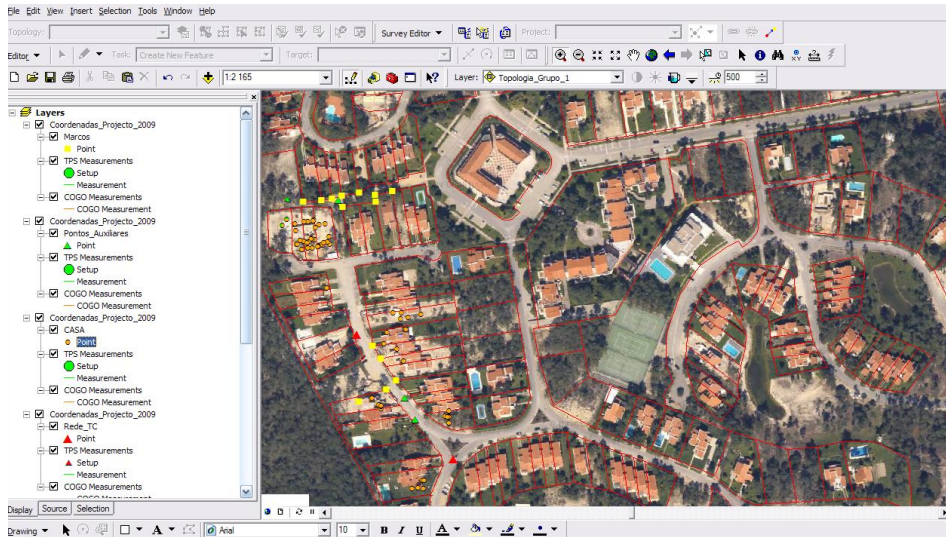 File Edit View Insert Selection Tools Window Help
Topology: Survey Editor Project:
Editor Task: Create New Feature Target:
1:2 165 Layer: Topologia_Grupo_1 500
Layers
Coordenadas_Projecto_2009
Marcos
Point
TPS Measurements
Setup
Measurement
COGO Measurements
COGO Measurement
Coordenadas_Projecto_2009
Pontos_Auxiliares
Point
TPS Measurements
Setup
Measurement
COGO Measurements
COGO Measurement
Coordenadas_Projecto_2009
CASA
Point
TPS Measurements
Setup
Measurement
COGO Measurements
COGO Measurement
Coordenadas_Projecto_2009
Rede_TC
Point
TPS Measurements
Setup
Measurement
COGO Measurements
COGO Measurement
Display Source Selection
Drawing A Arial 10 B I U A